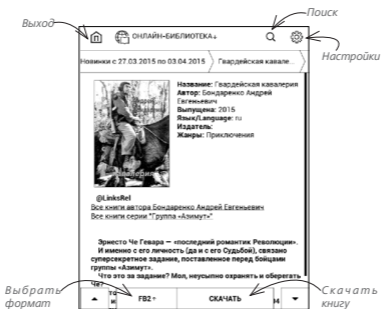 Поиск
Выход
ОНЛАЙН-БИБЛИОТЕКА
Настройки
Новинки с 27.03.2015 по 03.04.2015
Гвардейская кавале...
Название: Гвардейская кавалерия
Автор: Бондаренко Андрей
Евгеньевич
Выпущена: 2015
Язык/Language: ru
Издатель:
Жанры: Приключения
@LinksRel
Все книги автора Бондаренко Андрей Евгеньевич
Все книги серии "Группа «Азимут»"
Эрнесто Че Гевара — «последний романтик Революции».
И именно с его личность (да и с его Судьбой), связано
суперсекретное задание, поставленное перед бойцами
группы «Азимут».
Что это за задание? Мол, неусыпно охранять и оберегать
Че?
Выбрать
формат
FB2
СКАЧАТЬ
Скачать
книгу